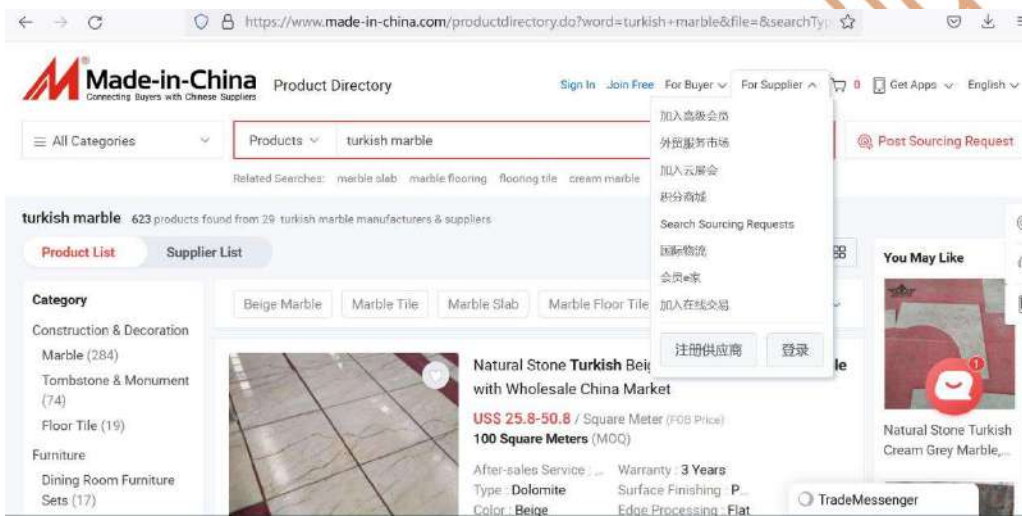 https://www.made-in-china.com/productdirectory.do?word=turkish+marble&file=&searchTyp
Made-in-China
Connecting Buyers with Chinese Suppliers
Product Directory
Sign In Join Free For Buyer For Supplier 0 Get Apps English
All Categories
Products turkish marble
Post Sourcing Request
Related Searches: marble slab marble flooring flooring tile cream marble
加入高级会员
外贸服务市场
加入云展会
积分商城
Search Sourcing Requests
国际物流
会员e家
加入在线交易
注册供应商 登录
turkish marble 623 products found from 29 turkish marble manufacturers & suppliers
Product List Supplier List
Category
Construction & Decoration
Marble (284)
Tombstone & Monument
(74)
Floor Tile (19)
Furniture
Dining Room Furniture
Sets (17)
Beige Marble Marble Tile Marble Slab Marble Floor Tile
Natural Stone Turkish Bei le
with Wholesale China Market
US$ 25.8-50.8 / Square Meter (FOB Price)
100 Square Meters (MOQ)
After-sales Service : ... Warranty : 3 Years
Type : Dolomite Surface Finishing : P...
Color : Beige Edge Processing : Flat
You May Like
1
Natural Stone Turkish
Cream Grey Marble,...
TradeMessenger